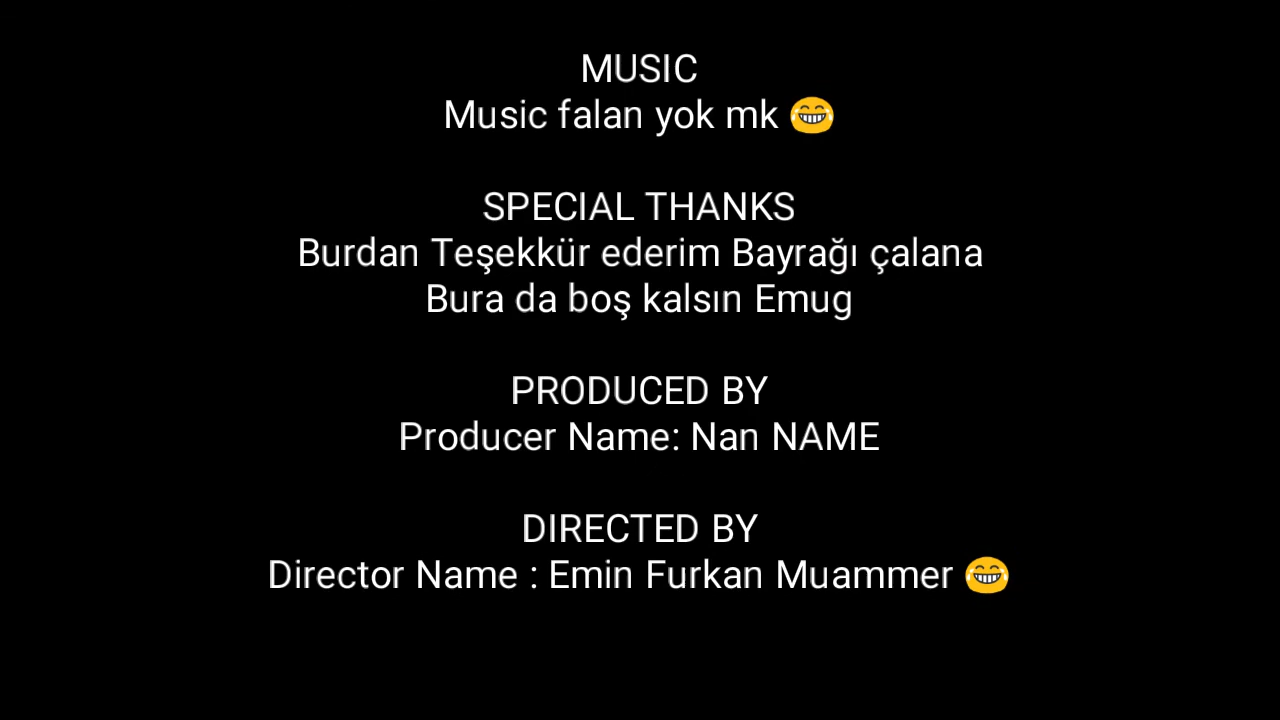 MUSIC
Music falan yok mk 😂
SPECIAL THANKS
Burdan Teşekkür ederim Bayrağı çalana
Bura da boş kalsın Emug
PRODUCED BY
Producer Name: Nan NAME
DIRECTED BY
Director Name : Emin Furkan Muammer 😂